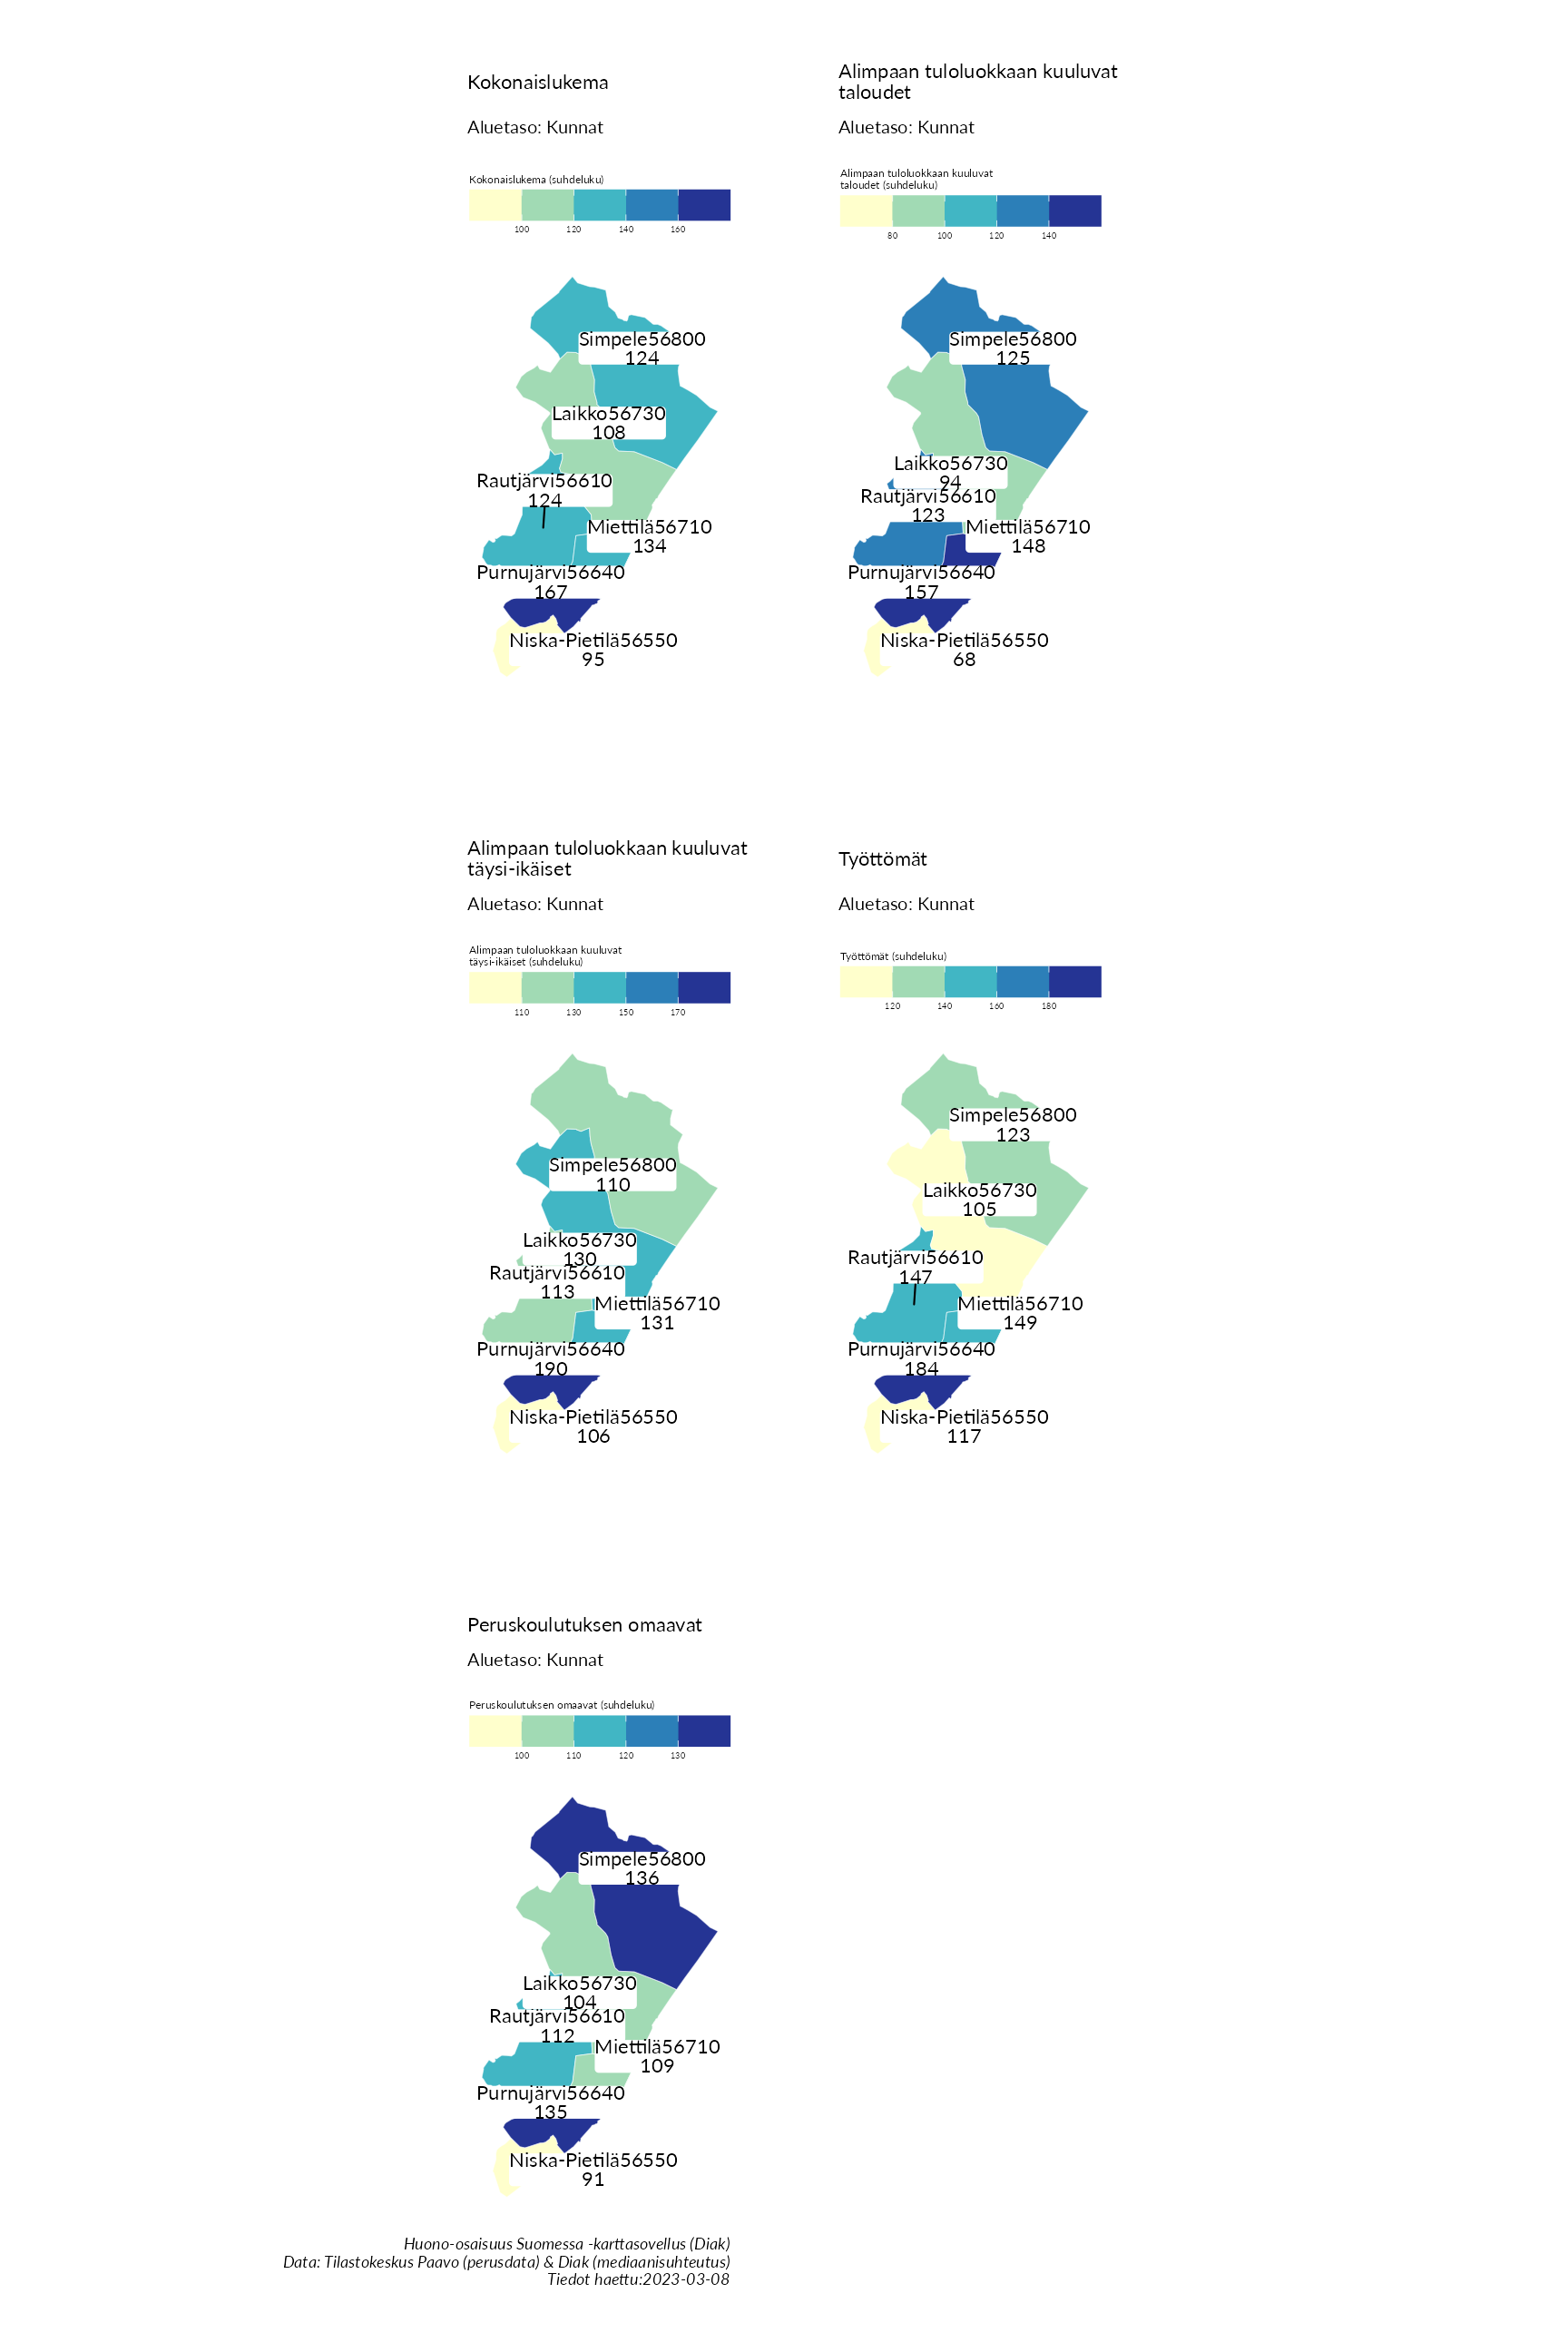 Kokonaislukema
Aluetaso: Kunnat
Kokonaislukema (suhdeluku)
100 120 140 160
Simpele56800
124
Laikko56730
108
Rautjärvi56610
124
Miettilä56710
134
Purnujärvi56640
167
Niska-Pietilä56550
95
Alimpaan tuloluokkaan kuuluvat
taloudet
Aluetaso: Kunnat
Alimpaan tuloluokkaan kuuluvat
taloudet (suhdeluku)
80 100 120 140
Simpele56800
125
Laikko56730
94
Rautjärvi56610
123
Miettilä56710
148
Purnujärvi56640
157
Niska-Pietilä56550
68
Alimpaan tuloluokkaan kuuluvat
täysi-ikäiset
Aluetaso: Kunnat
Alimpaan tuloluokkaan kuuluvat
täysi-ikäiset (suhdeluku)
110 130 150 170
Simpele56800
110
Laikko56730
130
Rautjärvi56610
113
Miettilä56710
131
Purnujärvi56640
190
Niska-Pietilä56550
106
Työttömät
Aluetaso: Kunnat
Työttömät (suhdeluku)
120 140 160 180
Simpele56800
123
Laikko56730
105
Rautjärvi56610
147
Miettilä56710
149
Purnujärvi56640
184
Niska-Pietilä56550
117
Peruskoulutuksen omaavat
Aluetaso: Kunnat
Peruskoulutuksen omaavat (suhdeluku)
100 110 120 130
Simpele56800
136
Laikko56730
104
Rautjärvi56610
112
Miettilä56710
109
Purnujärvi56640
135
Niska-Pietilä56550
91
Huono-osaisuus Suomessa -karttasovellus (Diak)
Data: Tilastokeskus Paavo (perusdata) & Diak (mediaanisuhteutus)
Tiedot haettu:2023-03-08